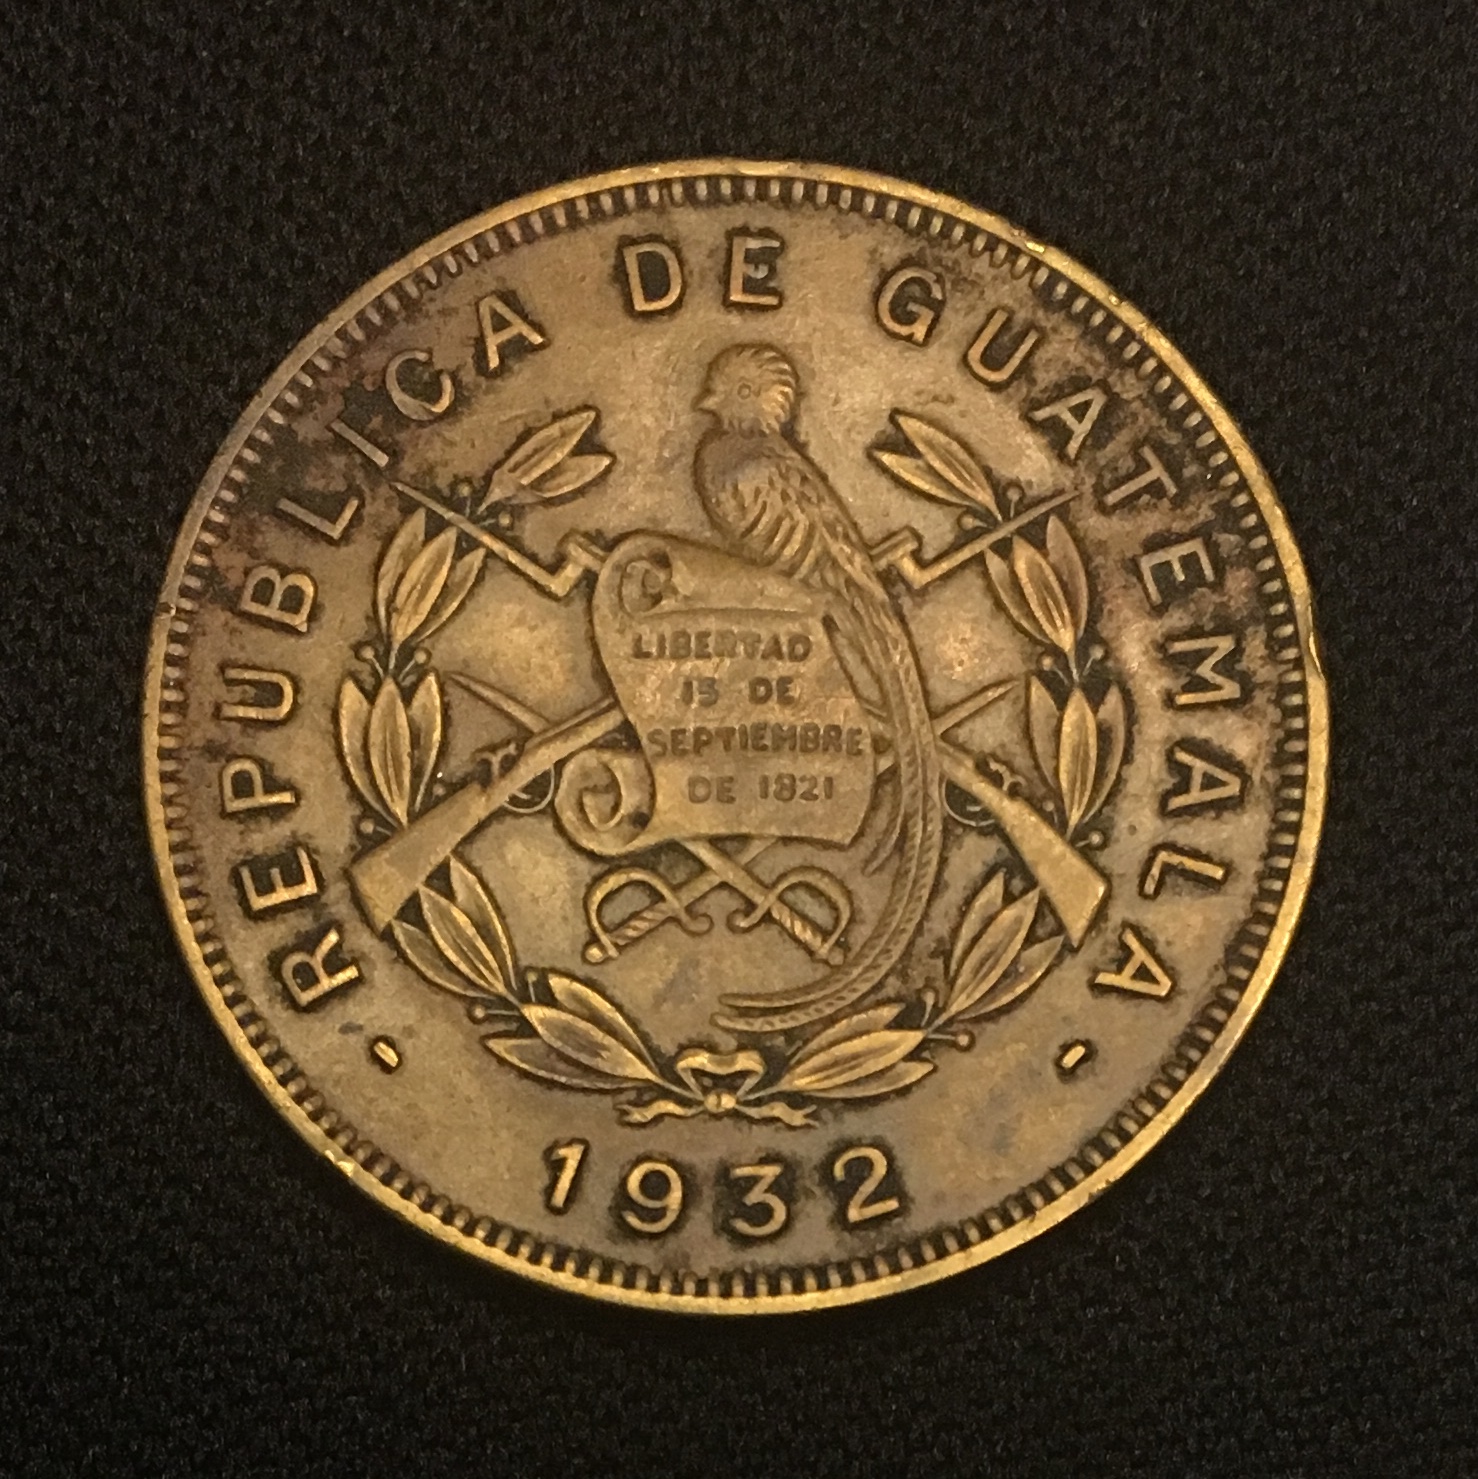 REPUBLICA DE GUATEMALA
LIBERTAD
15 DE
SEPTIEMBRE
DE 1821
1932